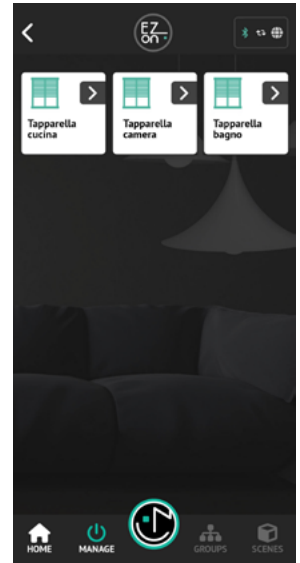 EZ
on
Tapparella
cucina
Tapparella
camera
Tapparella
bagno
HOME
MANAGE
GROUPS
SCENES